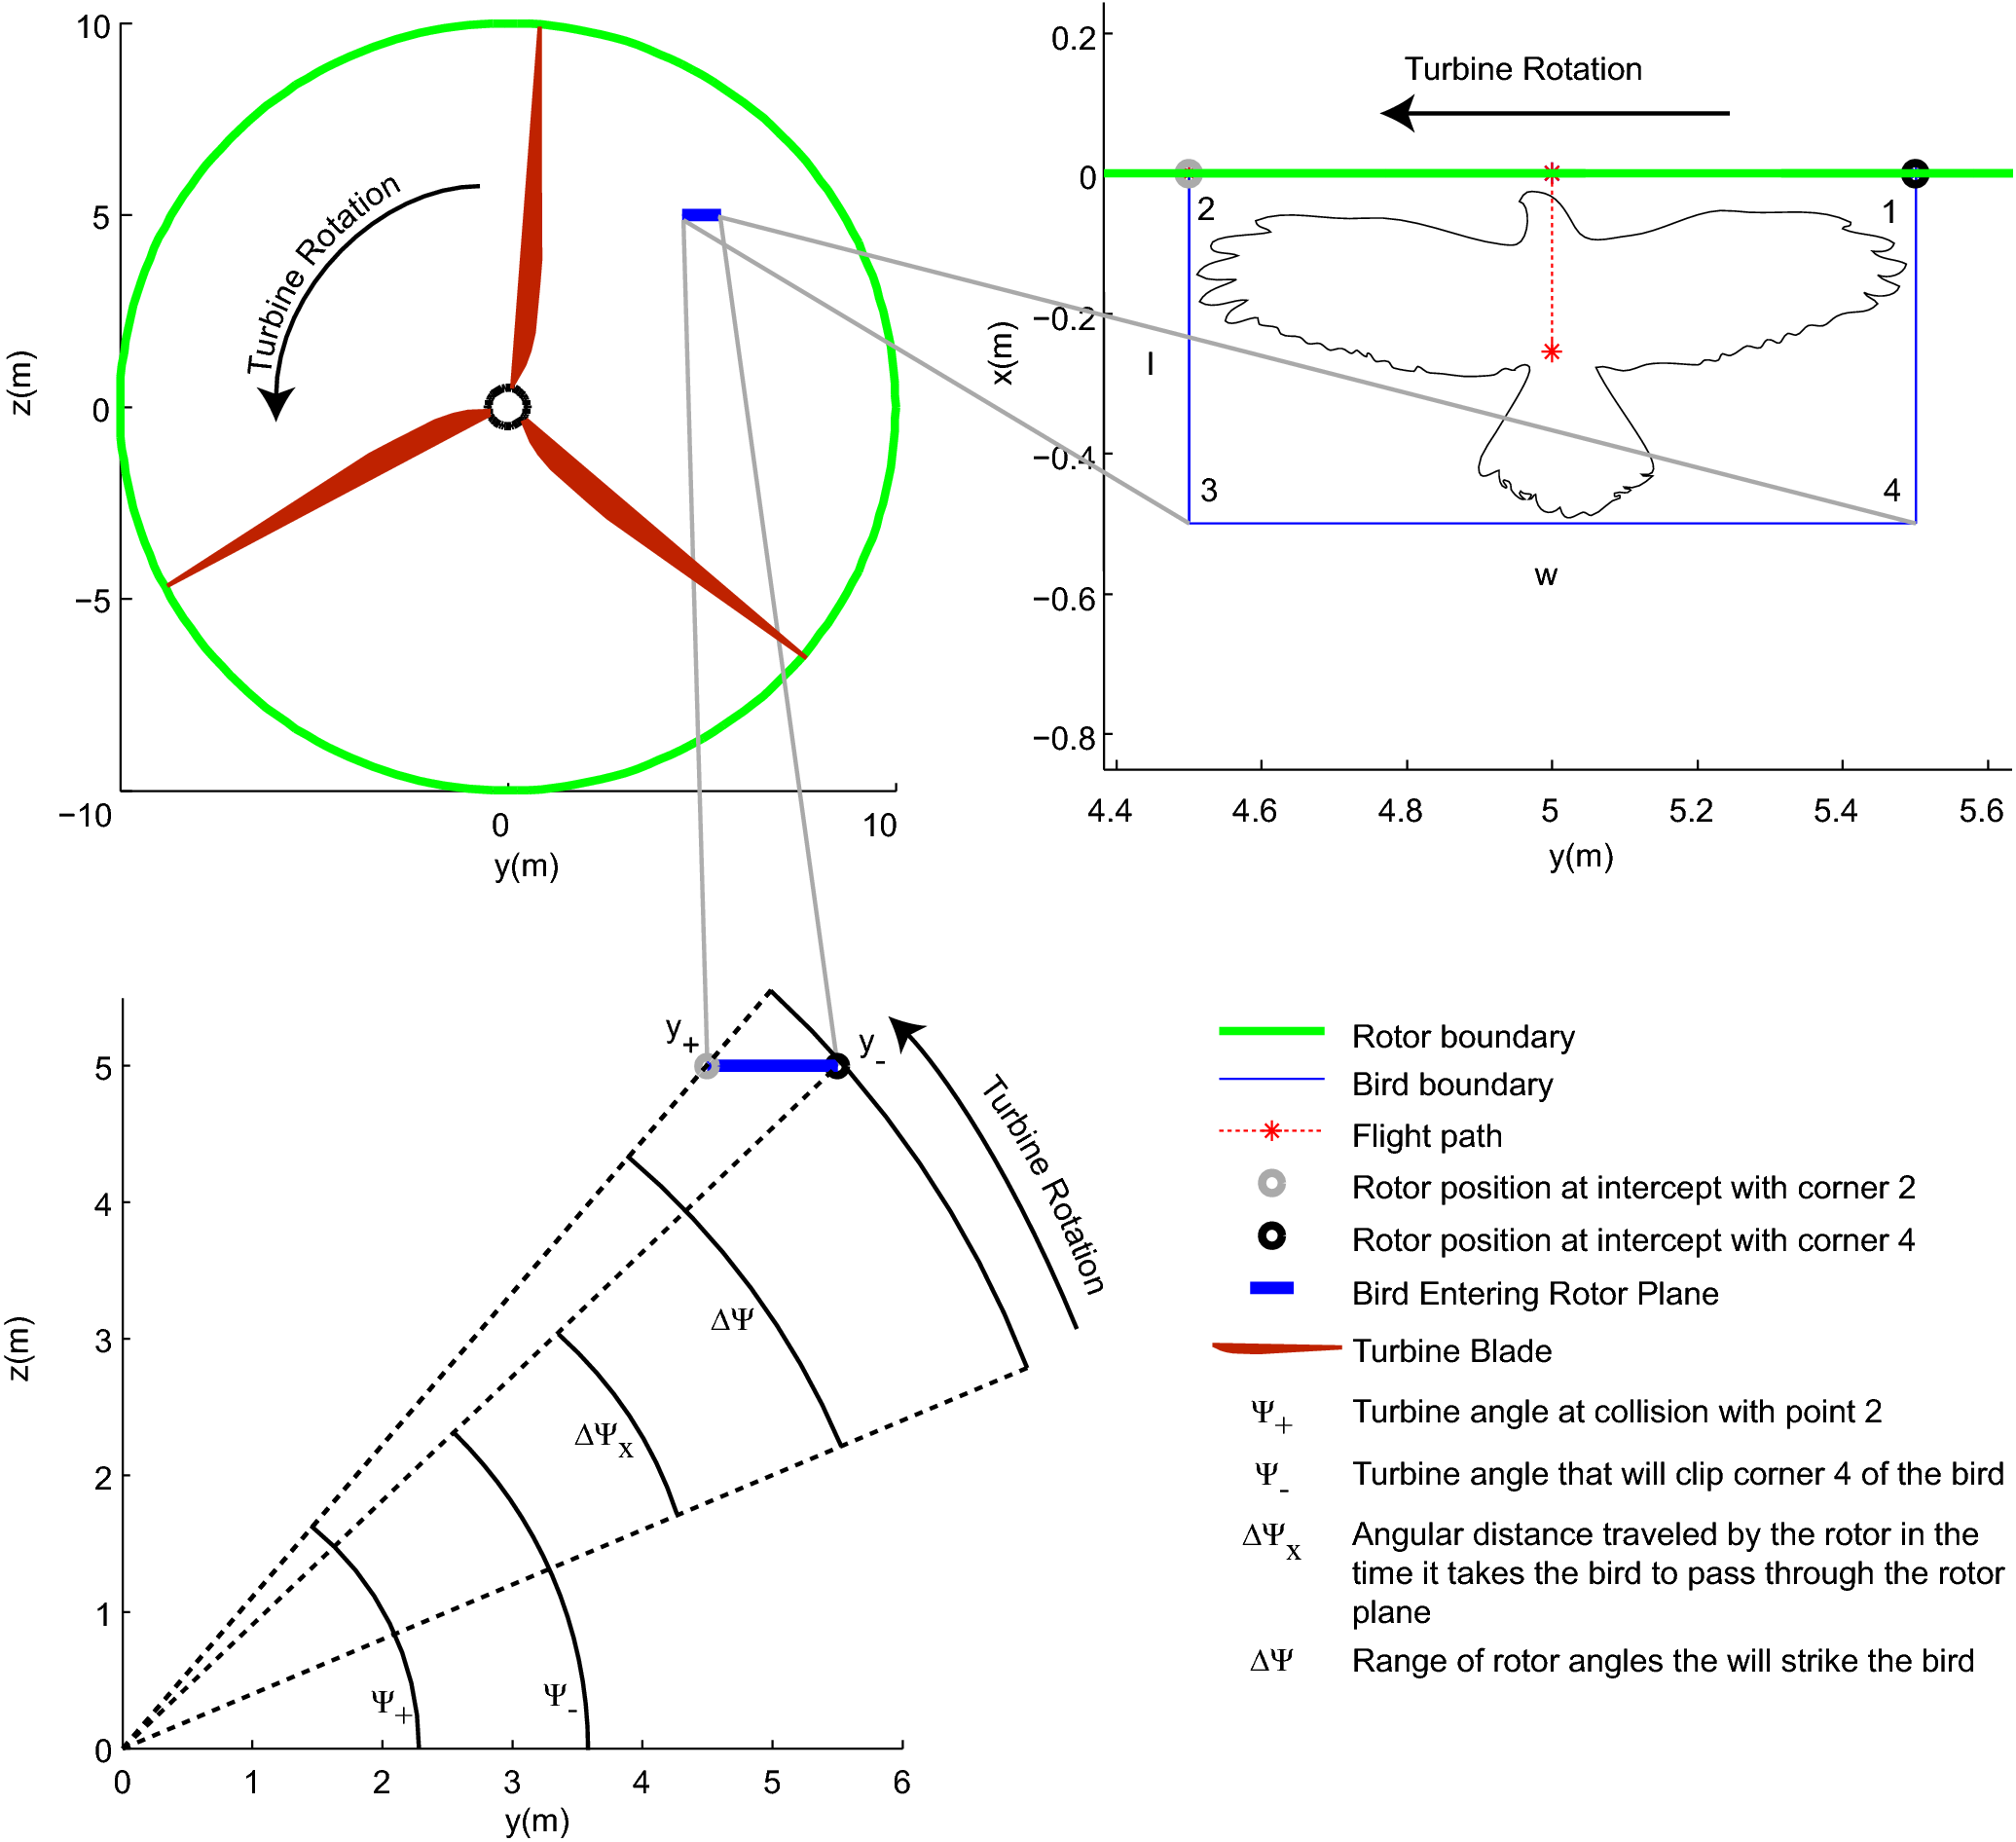 10
5
0
−5
−10
0
10
z(m)
y(m)
Turbine Rotation
0.2
0
−0.2
−0.4
−0.6
−0.8
x(m)
Turbine Rotation
2
1
3
4
l
w
4.4
4.6
4.8
5
5.2
5.4
5.6
y(m)
5
4
3
2
1
0
z(m)
0
1
2
3
4
5
6
y(m)
y+
y-
Turbine Rotation
ΔΨ
ΔΨx
Ψ+
Ψ-
Rotor boundary
Bird boundary
Flight path
Rotor position at intercept with corner 2
Rotor position at intercept with corner 4
Bird Entering Rotor Plane
Turbine Blade
Ψ+ Turbine angle at collision with point 2
Ψ- Turbine angle that will clip corner 4 of the bird
ΔΨx Angular distance traveled by the rotor in the
time it takes the bird to pass through the rotor
plane
ΔΨ Range of rotor angles the will strike the bird